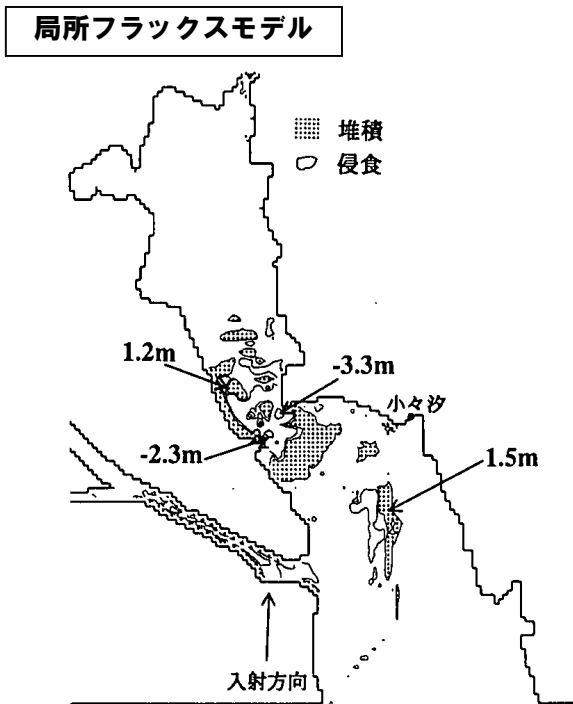 局所フラックスモデル
堆積
侵食
1.2m
-3.3m
小々汐
-2.3m
1.5m
入射方向